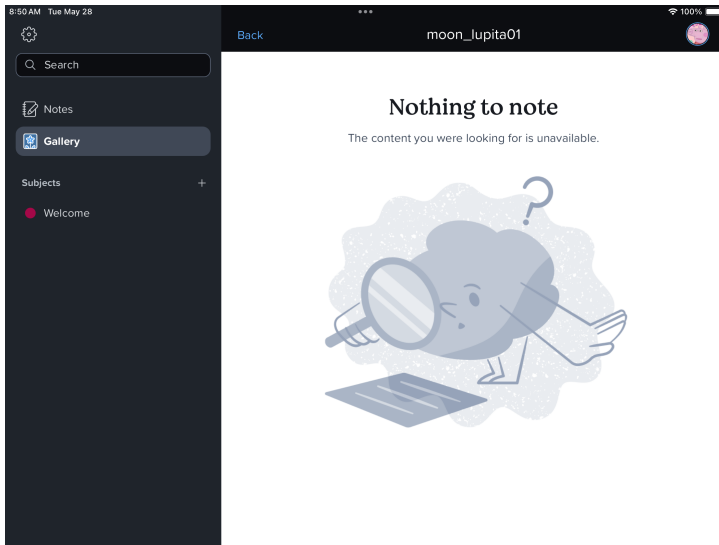 8:50 AM Tue May 28
100%
Search
Notes
Gallery
Subjects +
Welcome
Back
moon_lupita01
Nothing to note
The content you were looking for is unavailable.
?